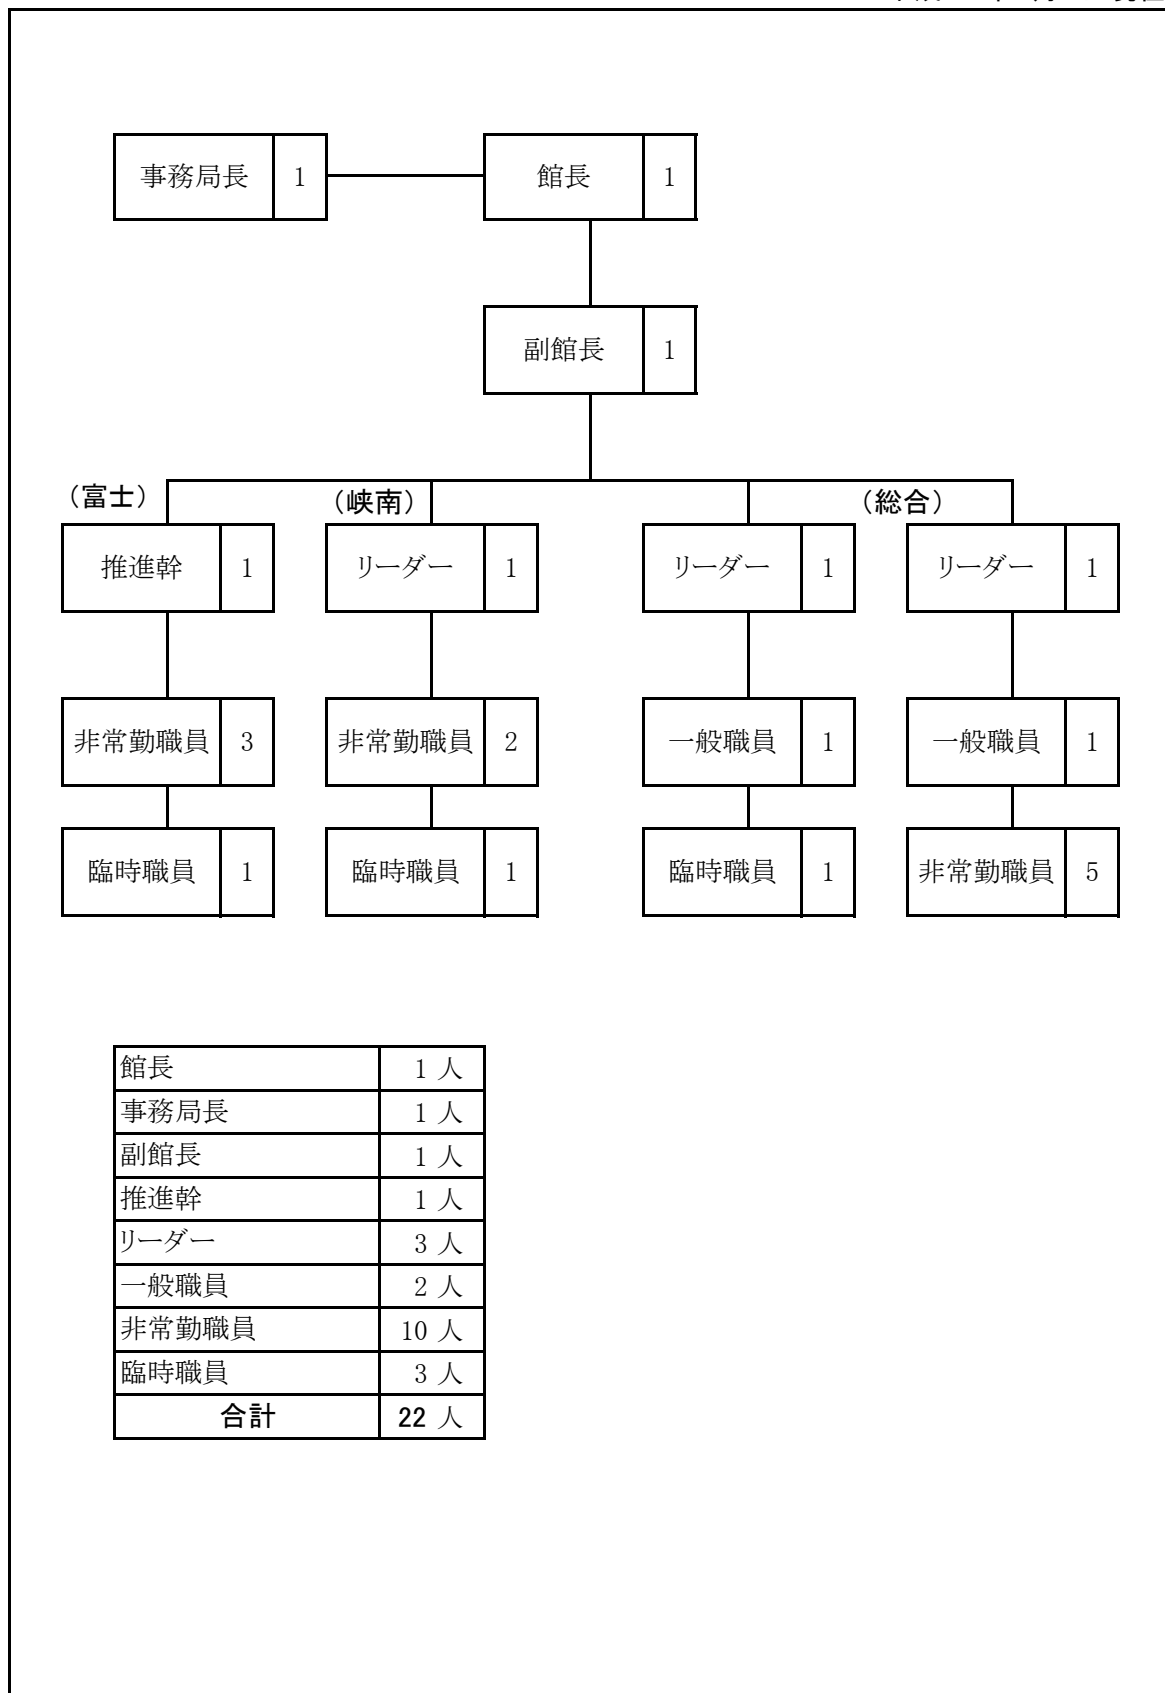 事務局長 1 館長 1
副館長 1
（富士） （峡南） （総合）
推進幹 1 リーダー 1 リーダー 1 リーダー 1
非常勤職員 3 非常勤職員 2 一般職員 1 一般職員 1
臨時職員 1 臨時職員 1 臨時職員 1 非常勤職員 5
館長 1 人
事務局長 1 人
副館長 1 人
推進幹 1 人
リーダー 3 人
一般職員 2 人
非常勤職員 10 人
臨時職員 3 人
合計 22 人